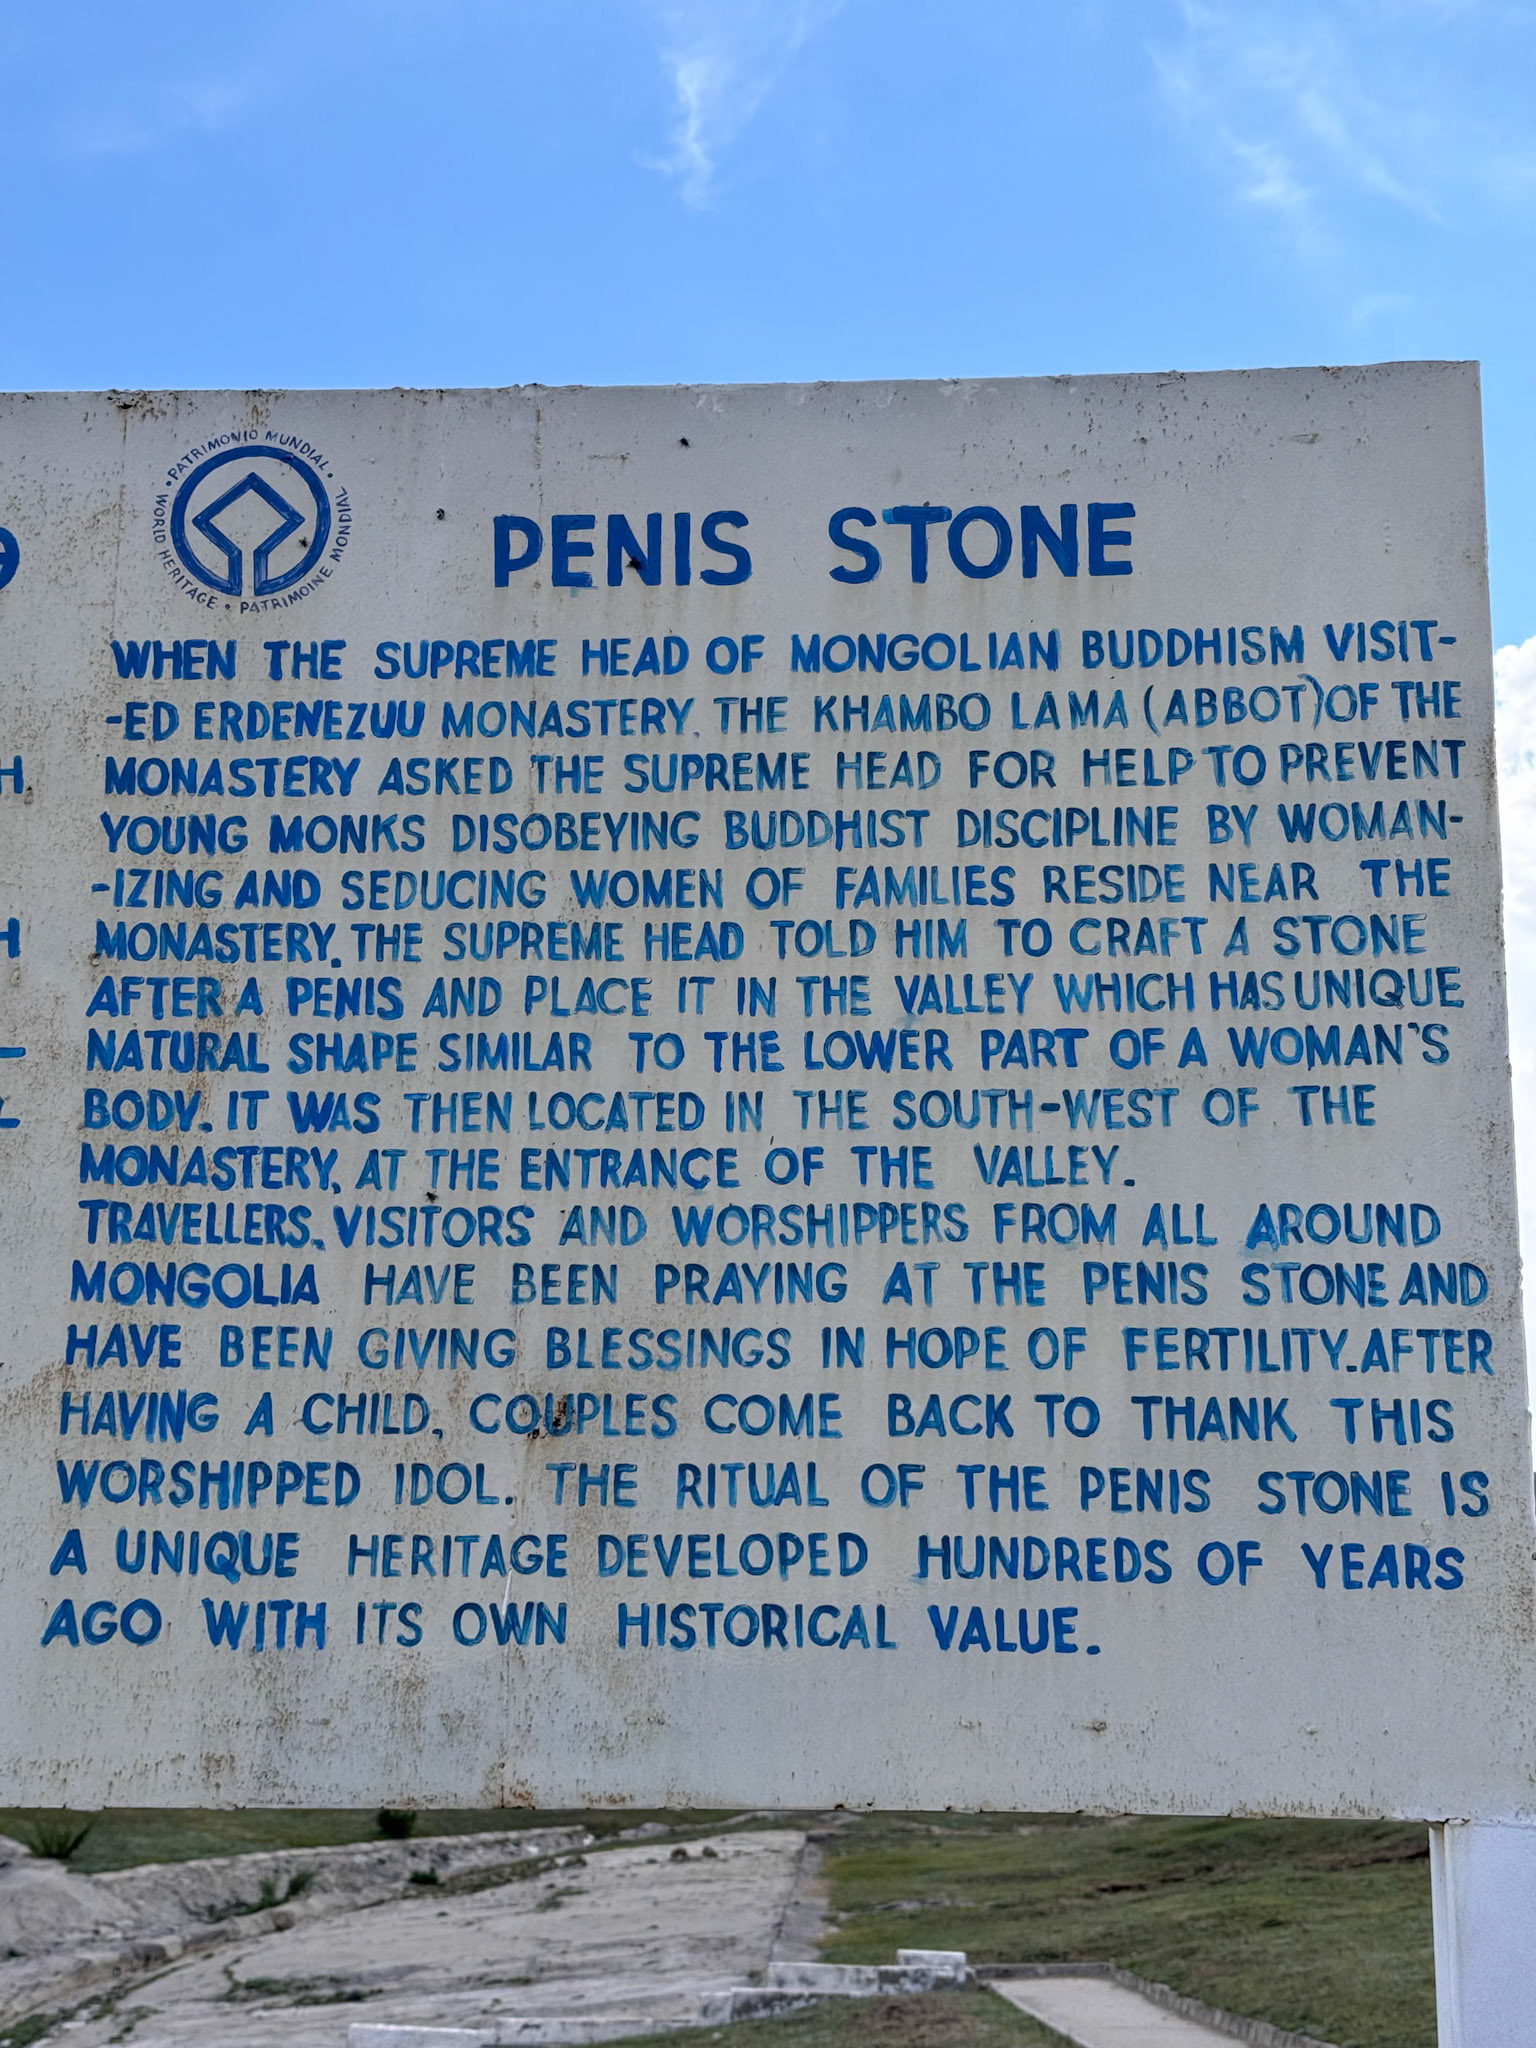 PATRIMONIO MUNDIAL • WORLD HERITAGE • PATRIMOINE MONDIAL •
PENIS STONE
WHEN THE SUPREME HEAD OF MONGOLIAN BUDDHISM VISIT-
-ED ERDENEZUU MONASTERY. THE KHAMBO LAMA (ABBOT) OF THE
MONASTERY ASKED THE SUPREME HEAD FOR HELP TO PREVENT
YOUNG MONKS DISOBEYING BUDDHIST DISCIPLINE BY WOMAN-
-IZING AND SEDUCING WOMEN OF FAMILIES RESIDE NEAR THE
MONASTERY. THE SUPREME HEAD TOLD HIM TO CRAFT A STONE
AFTER A PENIS AND PLACE IT IN THE VALLEY WHICH HAS UNIQUE
NATURAL SHAPE SIMILAR TO THE LOWER PART OF A WOMAN'S
BODY. IT WAS THEN LOCATED IN THE SOUTH-WEST OF THE
MONASTERY, AT THE ENTRANCE OF THE VALLEY.
TRAVELLERS, VISITORS AND WORSHIPPERS FROM ALL AROUND
MONGOLIA HAVE BEEN PRAYING AT THE PENIS STONE AND
HAVE BEEN GIVING BLESSINGS IN HOPE OF FERTILITY. AFTER
HAVING A CHILD, COUPLES COME BACK TO THANK THIS
WORSHIPPED IDOL. THE RITUAL OF THE PENIS STONE IS
A UNIQUE HERITAGE DEVELOPED HUNDREDS OF YEARS
AGO WITH ITS OWN HISTORICAL VALUE.